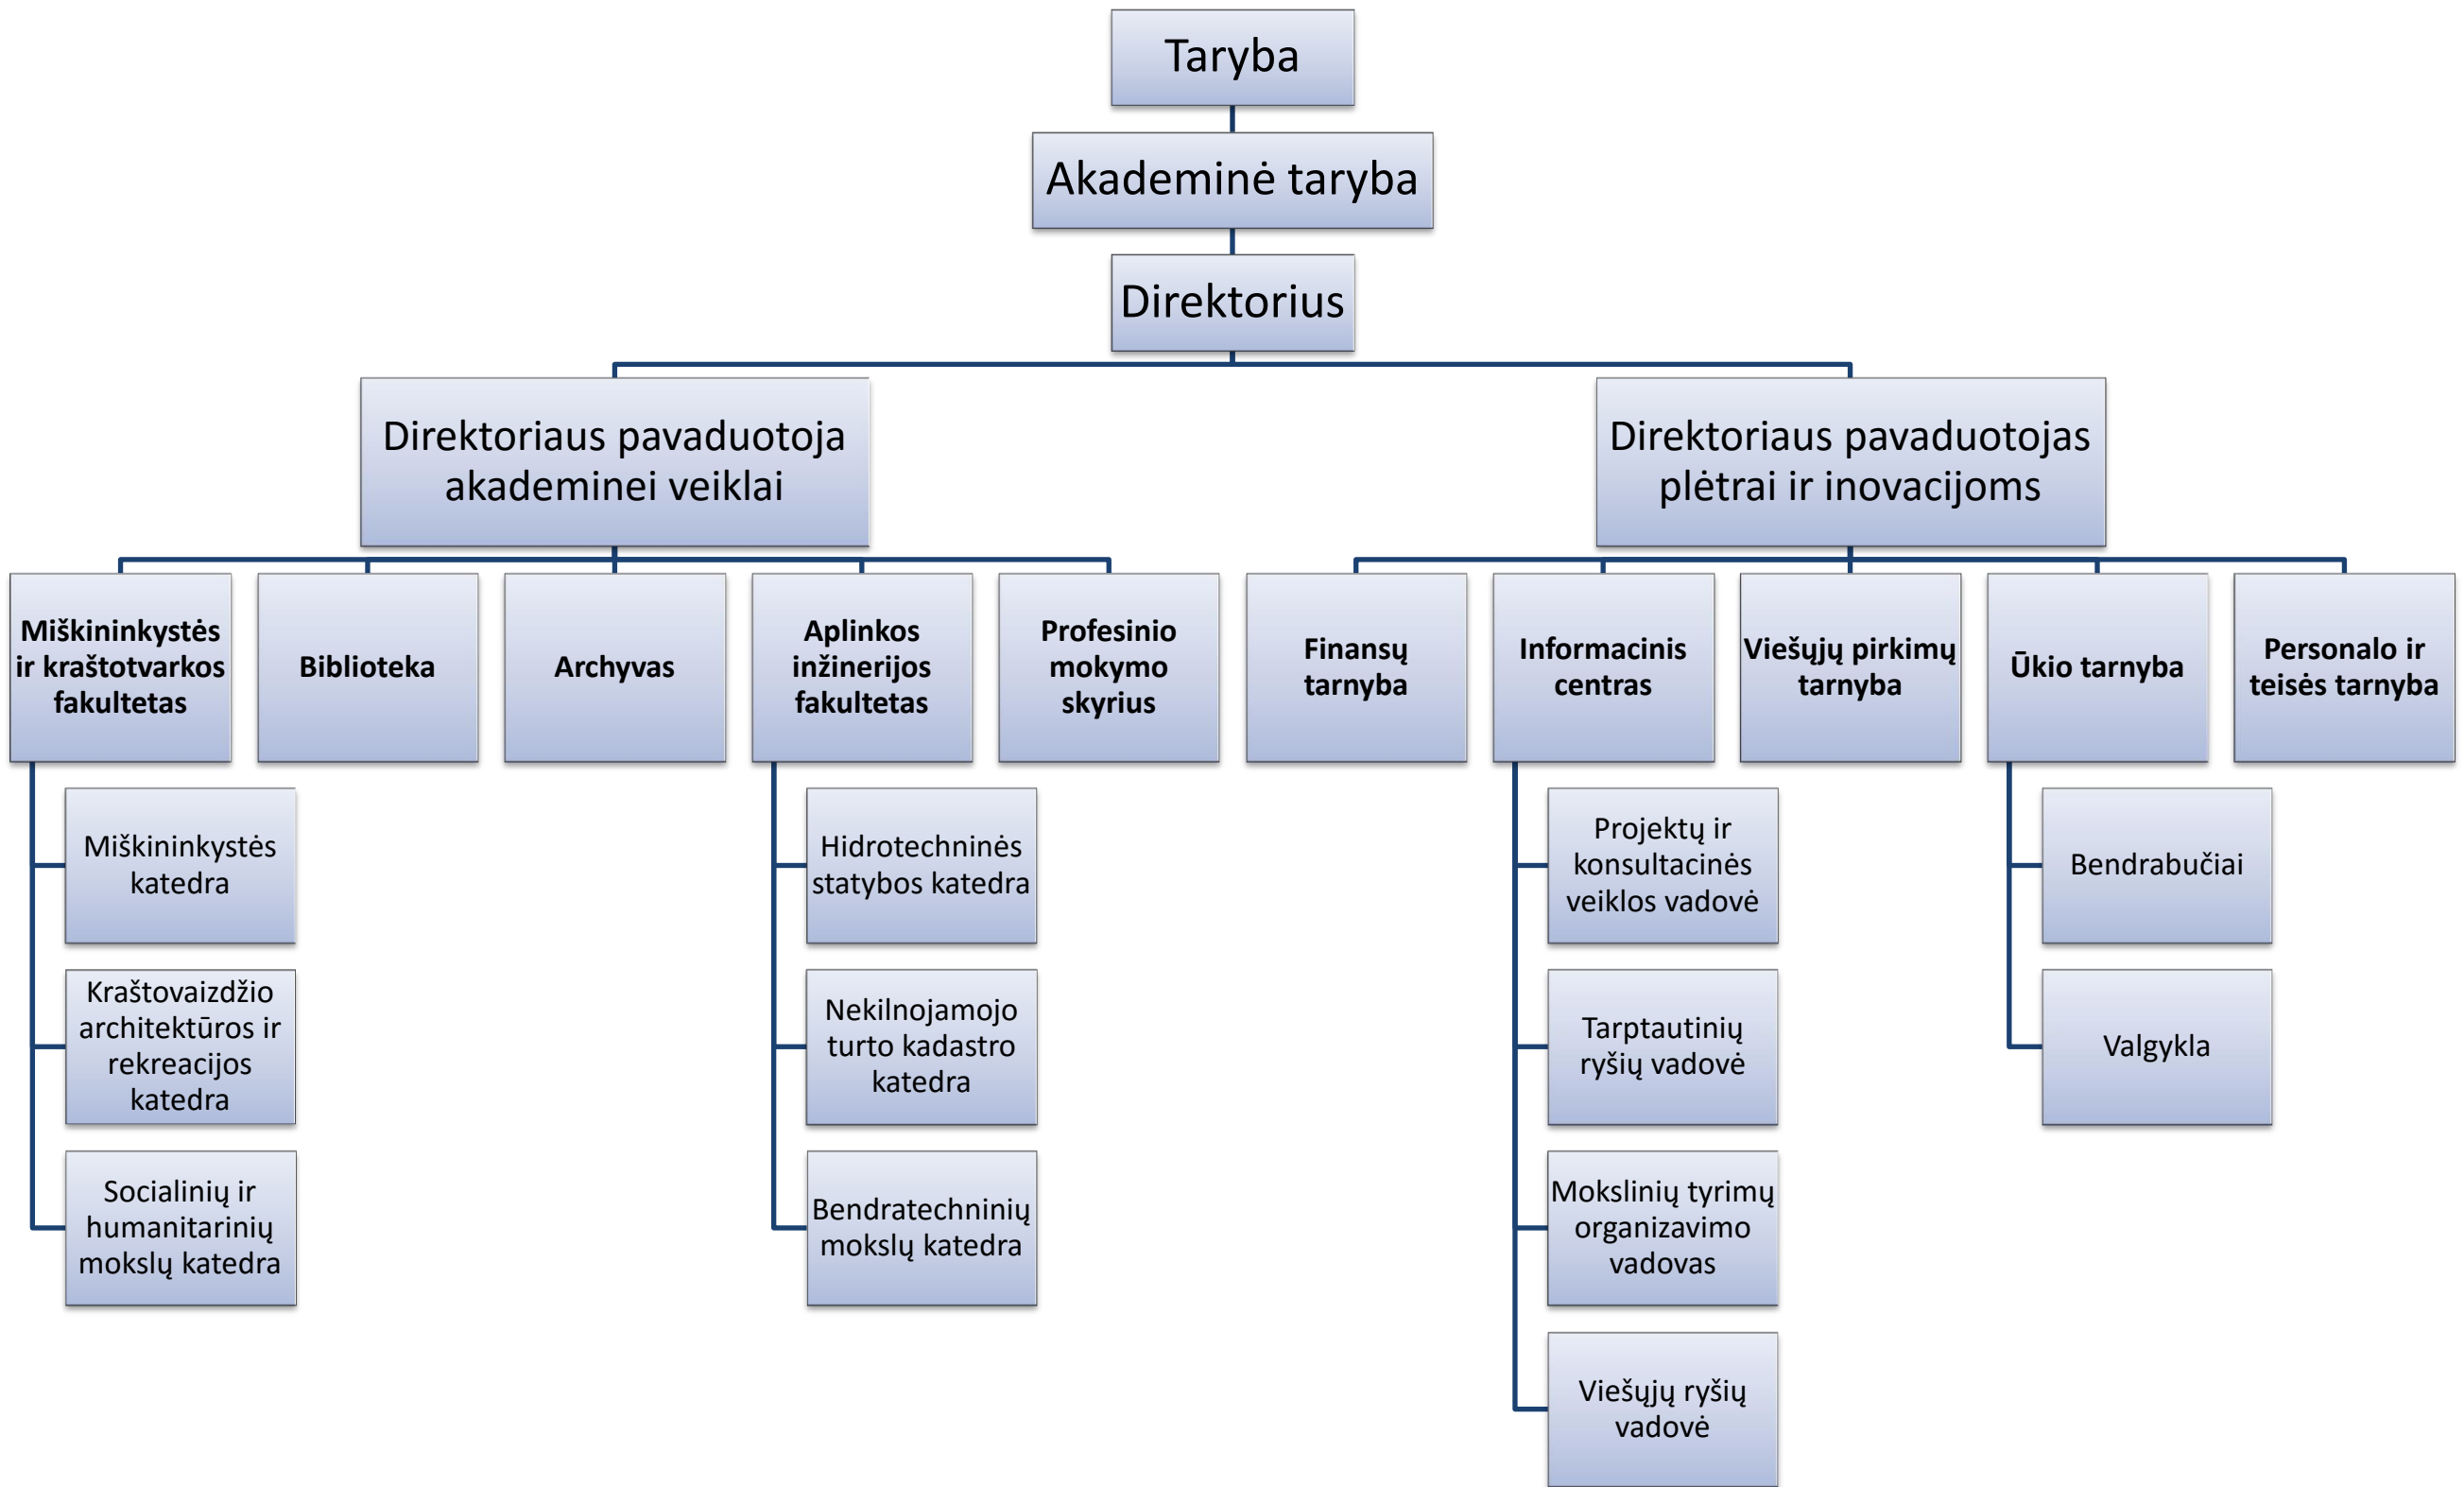 Taryba
Akademinė taryba
Direktorius
Direktoriaus pavaduotoja
akademinei veiklai
Direktoriaus pavaduotojas
plėtrai ir inovacijoms
Miškininkystės
ir kraštotvarkos
fakultetas
Biblioteka
Archyvas
Aplinkos
inžinerijos
fakultetas
Profesinio
mokymo
skyrius
Finansų
tarnyba
Informacinis
centras
Viešųjų pirkimų
tarnyba
Ūkio tarnyba
Personalo ir
teisės tarnyba
Miškininkystės
katedra
Kraštovaizdžio
architektūros ir
rekreacijos
katedra
Socialinių ir
humanitarinių
mokslų katedra
Hidrotechninės
statybos katedra
Nekilnojamojo
turto kadastro
katedra
Bendratechninių
mokslų katedra
Projektų ir
konsultacinės
veiklos vadovė
Tarptautinių
ryšių vadovė
Mokslinių tyrimų
organizavimo
vadovas
Viešųjų ryšių
vadovė
Bendrabučiai
Valgykla